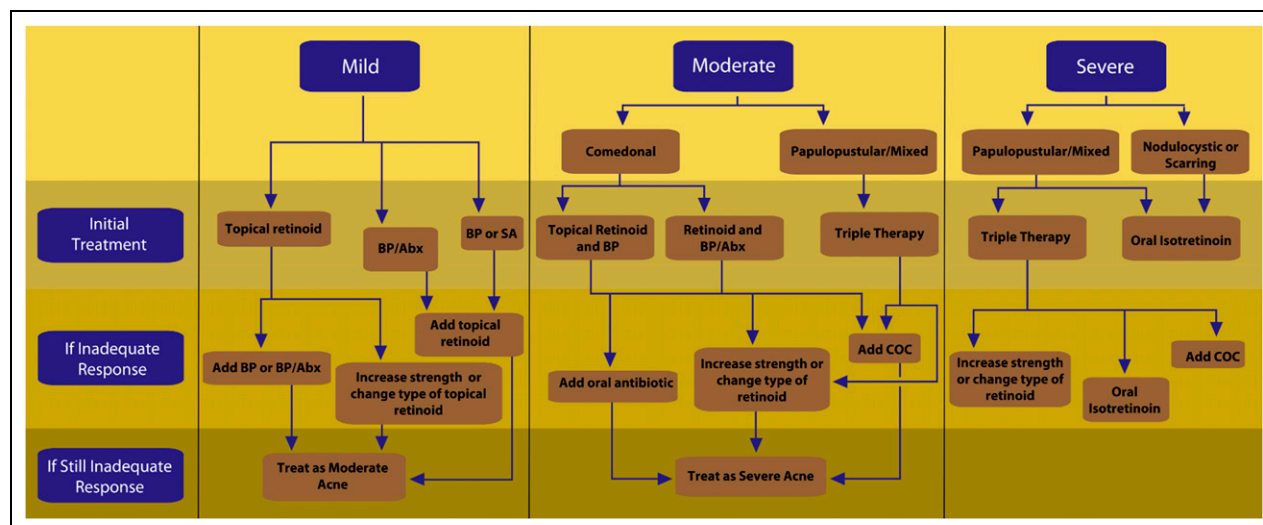 Mild
Moderate
Severe
Comedonal
Papulopustular/Mixed
Papulopustular/Mixed
Nodulocystic or
Scarring
Initial
Treatment
Topical retinoid
BP/Abx
BP or SA
Topical Retinoid
and BP
Retinoid and
BP/Abx
Triple Therapy
Triple Therapy
Oral Isotretinoin
If Inadequate
Response
Add BP or BP/Abx
Increase strength or
change type of topical
retinoid
Add topical
retinoid
Add oral antibiotic
Increase strength or
change type of
retinoid
Add COC
Increase strength
or change type of
retinoid
Oral
Isotretinoin
Add COC
If Still Inadequate
Response
Treat as Moderate
Acne
Treat as Severe Acne